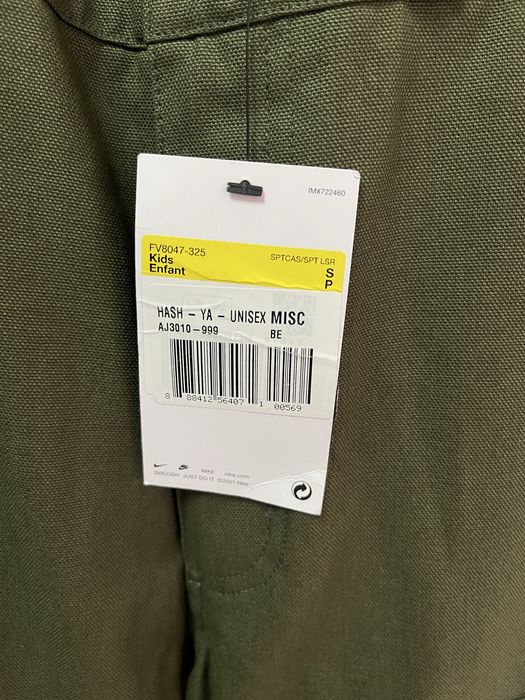 IM#722460
FV8047-325
SPTCAS/SPT LSR
Kids
S
Enfant
P
HASH - YA - UNISEX MISC
AJ3010-999 BE
8 88412 56407 1 00569
NIKE nike.com
SWOOSH JUST DO IT ©2021 Nike